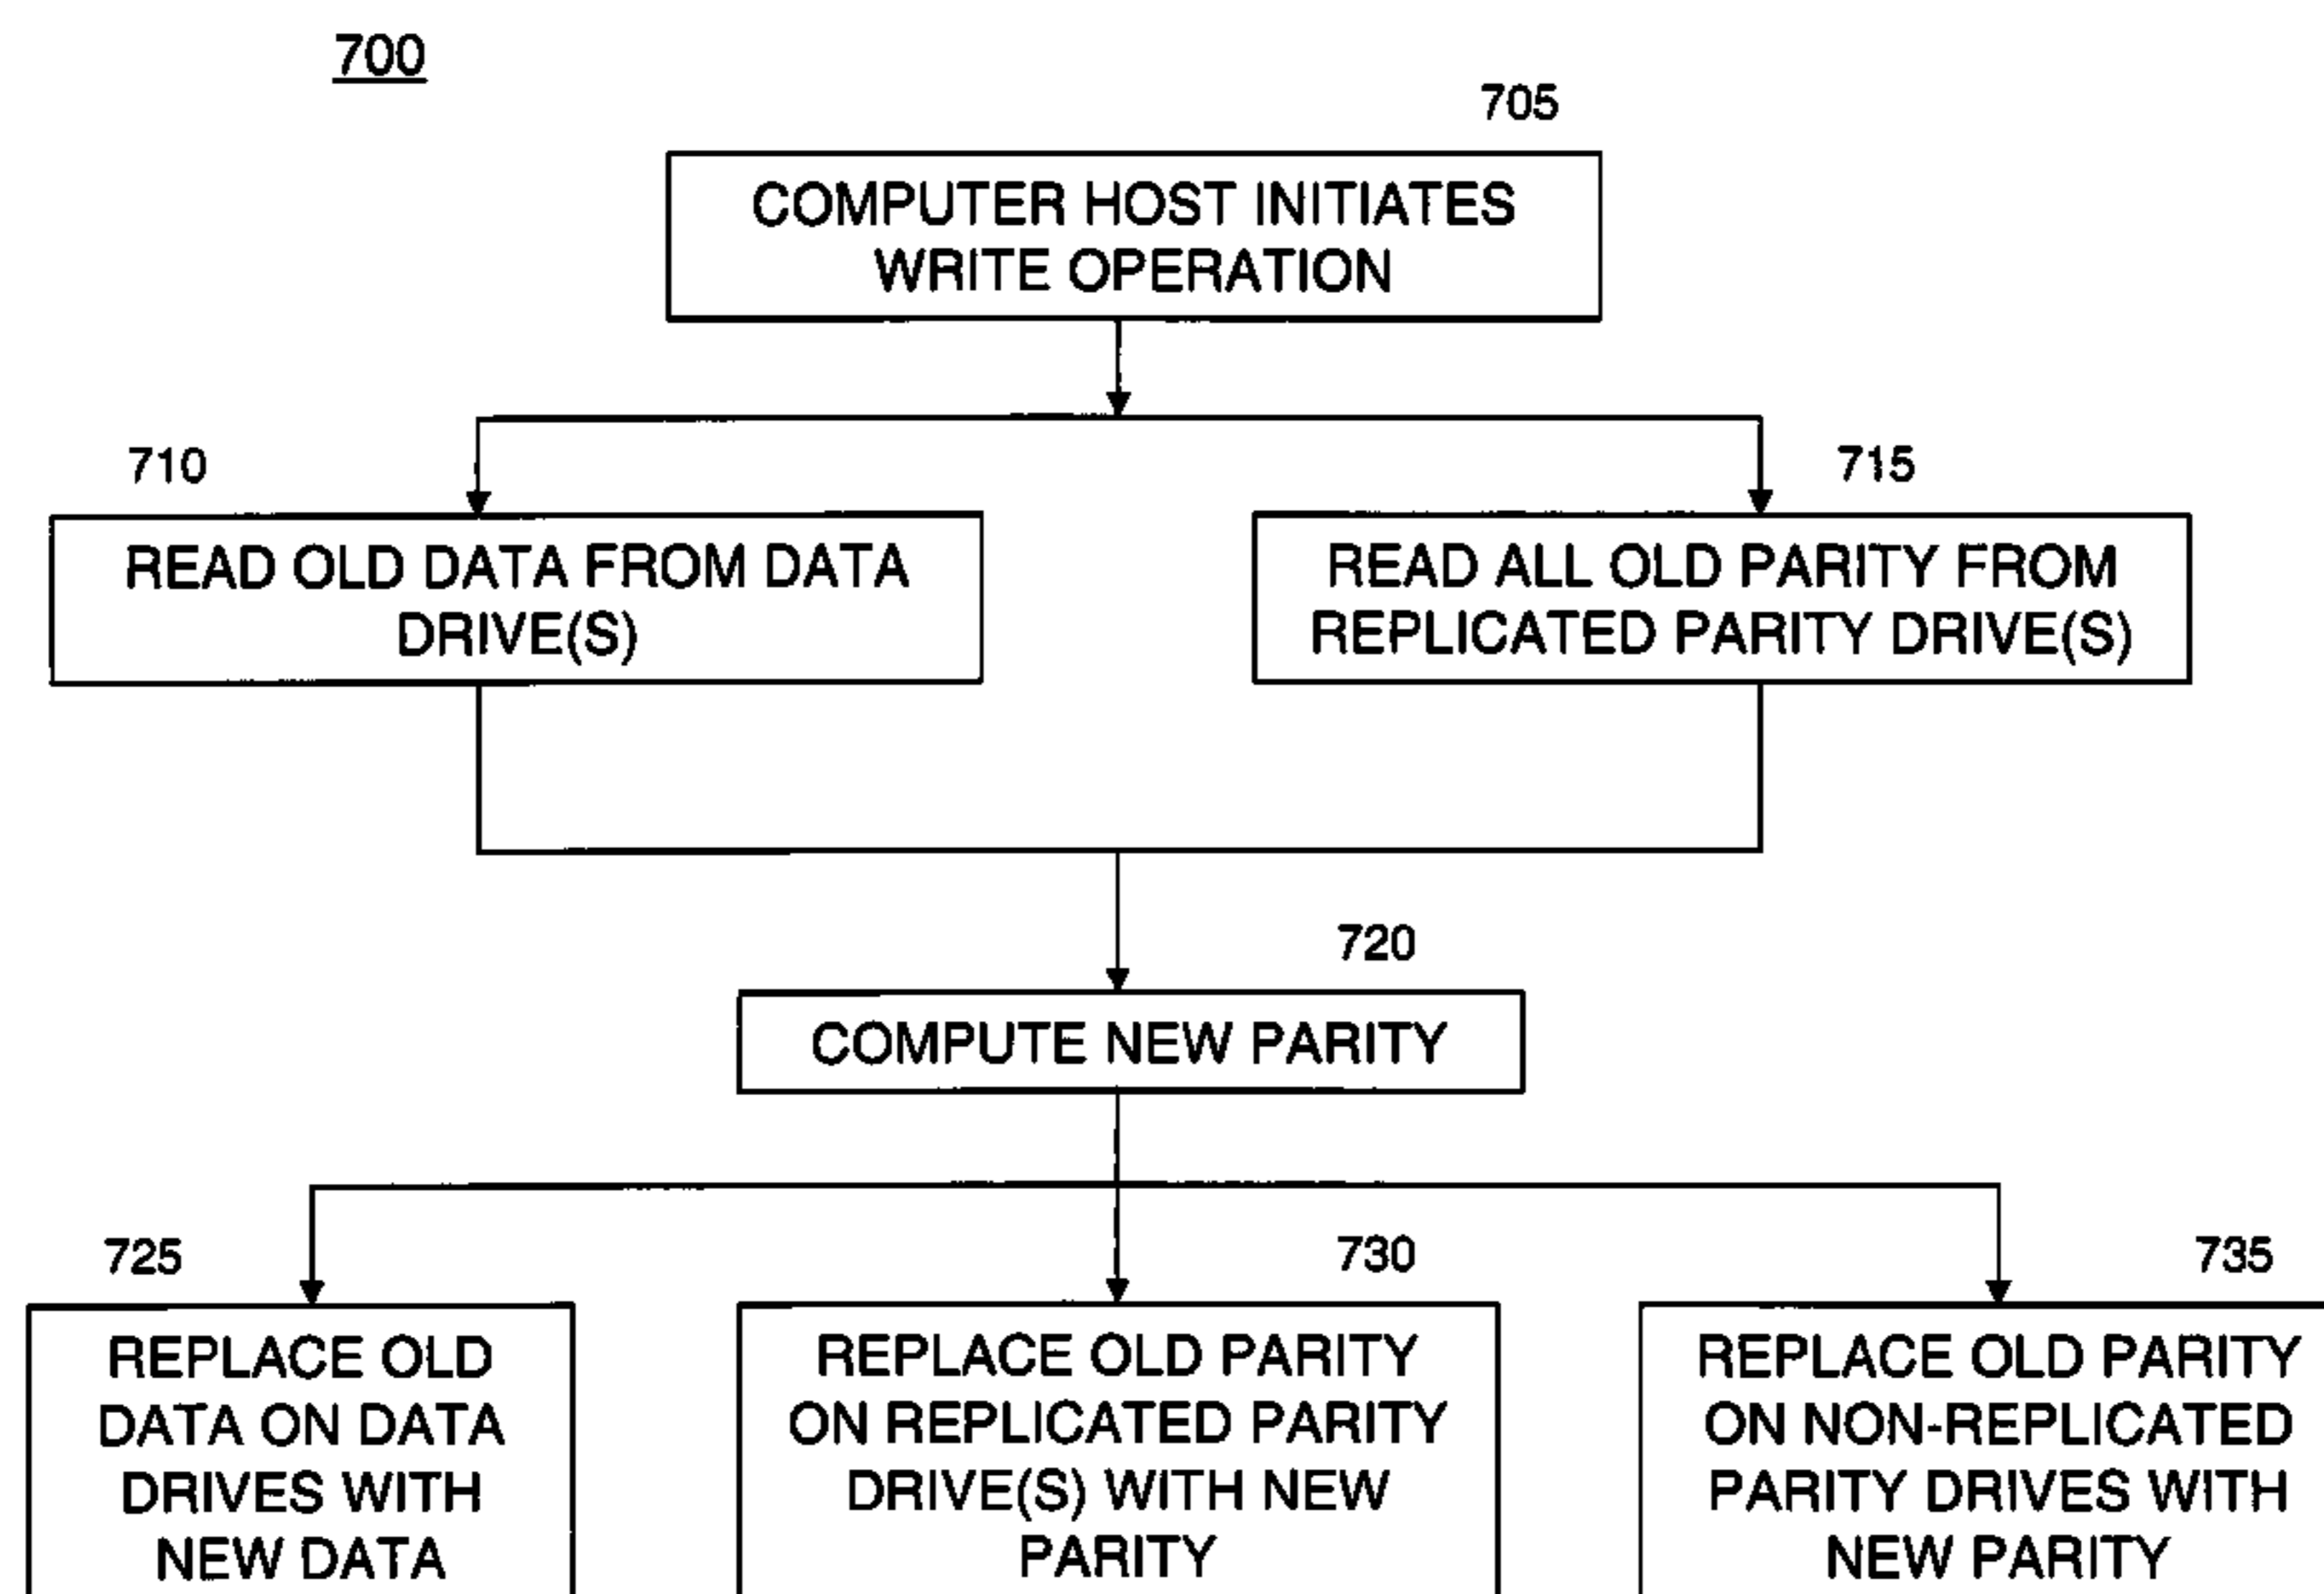 700
705
COMPUTER HOST INITIATES
WRITE OPERATION
710
READ OLD DATA FROM DATA
DRIVE(S)
715
READ ALL OLD PARITY FROM
REPLICATED PARITY DRIVE(S)
720
COMPUTE NEW PARITY
725
REPLACE OLD
DATA ON DATA
DRIVES WITH
NEW DATA
730
REPLACE OLD PARITY
ON REPLICATED PARITY
DRIVE(S) WITH NEW
PARITY
735
REPLACE OLD PARITY
ON NON-REPLICATED
PARITY DRIVES WITH
NEW PARITY